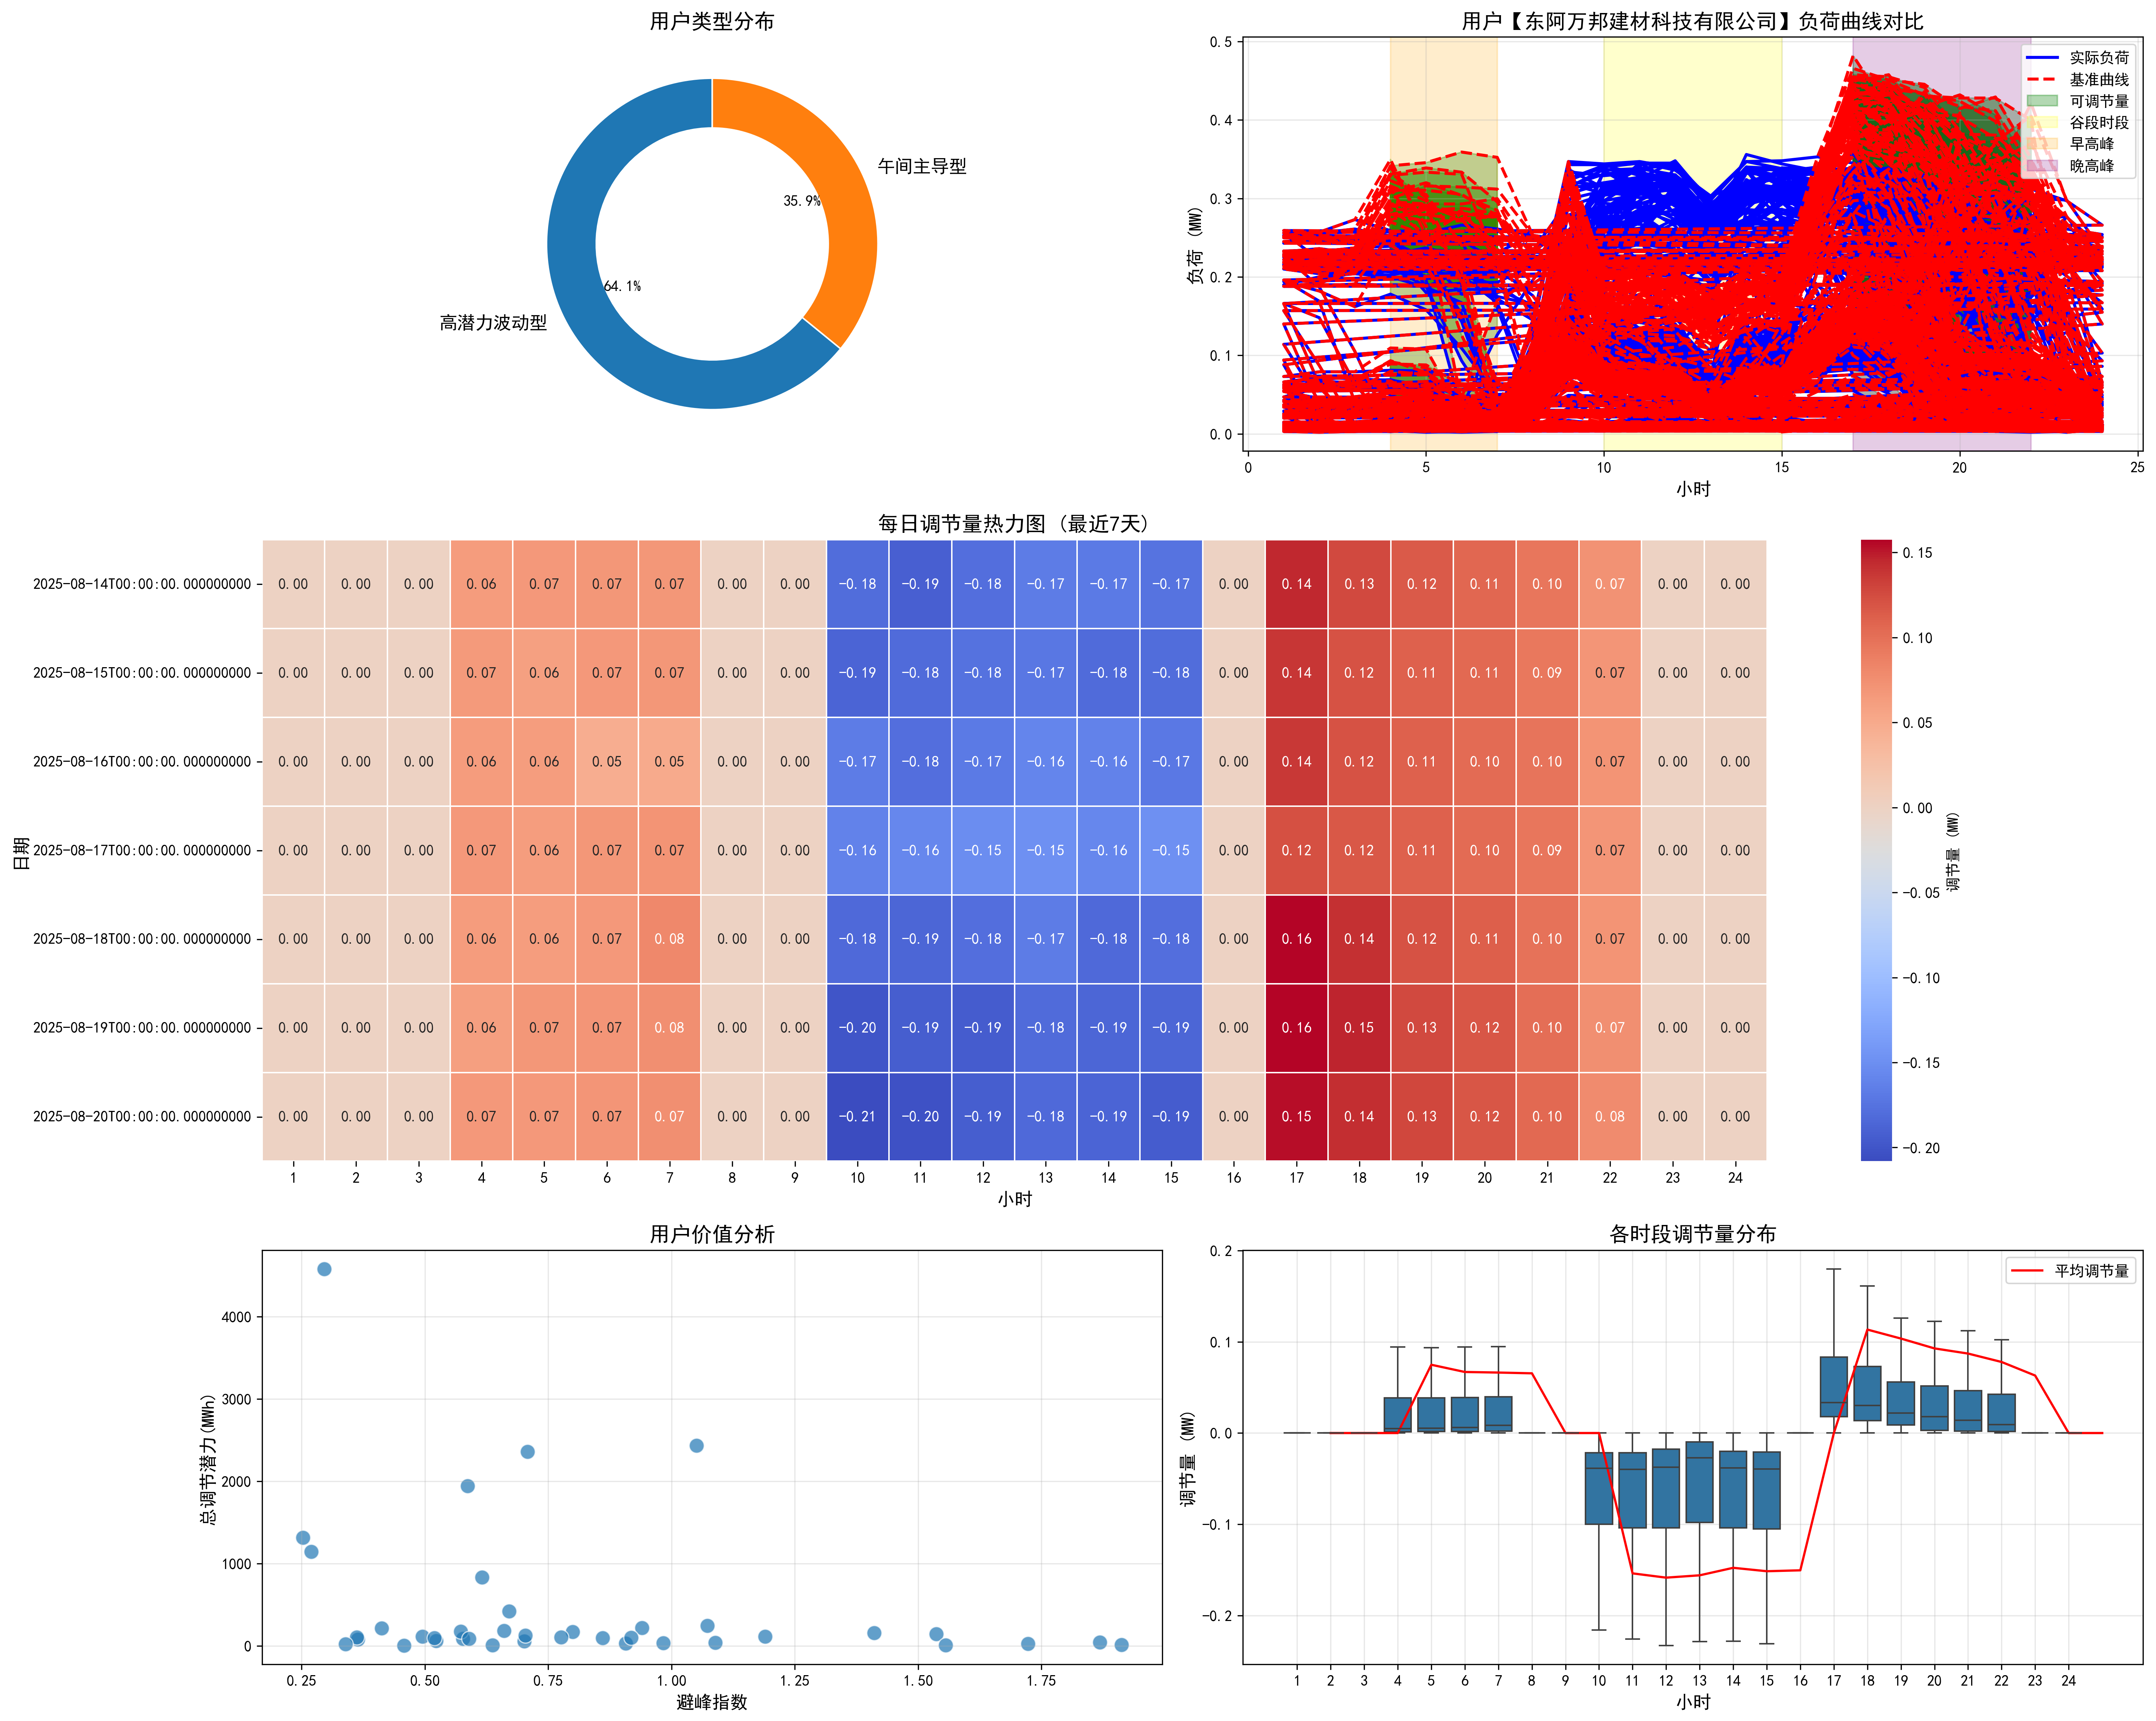 用户类型分布
午间主导型
35.9%
64.1%
高潜力波动型
用户【东阿万邦建材科技有限公司】负荷曲线对比
实际负荷
基准曲线
可调节量
谷段时段
早高峰
晚高峰
负荷 (MW)
0.5
0.4
0.3
0.2
0.1
0.0
0 5 10 15 20 25
小时
每日调节量热力图 (最近7天)
日期
2025-08-14T00:00:00.000000000 0.00 0.00 0.00 0.06 0.07 0.07 0.07 0.00 0.00 -0.18 -0.19 -0.18 -0.17 -0.17 -0.17 0.00 0.14 0.13 0.12 0.11 0.10 0.07 0.00 0.00
2025-08-15T00:00:00.000000000 0.00 0.00 0.00 0.07 0.06 0.07 0.07 0.00 0.00 -0.19 -0.18 -0.18 -0.17 -0.18 -0.18 0.00 0.14 0.12 0.11 0.11 0.09 0.07 0.00 0.00
2025-08-16T00:00:00.000000000 0.00 0.00 0.00 0.06 0.06 0.05 0.05 0.00 0.00 -0.17 -0.18 -0.17 -0.16 -0.16 -0.17 0.00 0.14 0.12 0.11 0.10 0.10 0.07 0.00 0.00
2025-08-17T00:00:00.000000000 0.00 0.00 0.00 0.07 0.06 0.07 0.07 0.00 0.00 -0.16 -0.16 -0.15 -0.15 -0.16 -0.15 0.00 0.12 0.12 0.11 0.10 0.09 0.07 0.00 0.00
2025-08-18T00:00:00.000000000 0.00 0.00 0.00 0.06 0.06 0.07 0.08 0.00 0.00 -0.18 -0.19 -0.18 -0.17 -0.18 -0.18 0.00 0.16 0.14 0.12 0.11 0.10 0.07 0.00 0.00
2025-08-19T00:00:00.000000000 0.00 0.00 0.00 0.06 0.07 0.07 0.08 0.00 0.00 -0.20 -0.19 -0.19 -0.18 -0.19 -0.19 0.00 0.16 0.15 0.13 0.12 0.10 0.07 0.00 0.00
2025-08-20T00:00:00.000000000 0.00 0.00 0.00 0.07 0.07 0.07 0.07 0.00 0.00 -0.21 -0.20 -0.19 -0.18 -0.19 -0.19 0.00 0.15 0.14 0.13 0.12 0.10 0.08 0.00 0.00
1 2 3 4 5 6 7 8 9 10 11 12 13 14 15 16 17 18 19 20 21 22 23 24
小时
0.15
0.10
0.05
0.00
-0.05
-0.10
-0.15
-0.20
调节量 (MW)
用户价值分析
总调节潜力(MWh)
4000
3000
2000
1000
0
0.25 0.50 0.75 1.00 1.25 1.50 1.75
避峰指数
各时段调节量分布
平均调节量
调节量 (MW)
0.2
0.1
0.0
-0.1
-0.2
1 2 3 4 5 6 7 8 9 10 11 12 13 14 15 16 17 18 19 20 21 22 23 24
小时